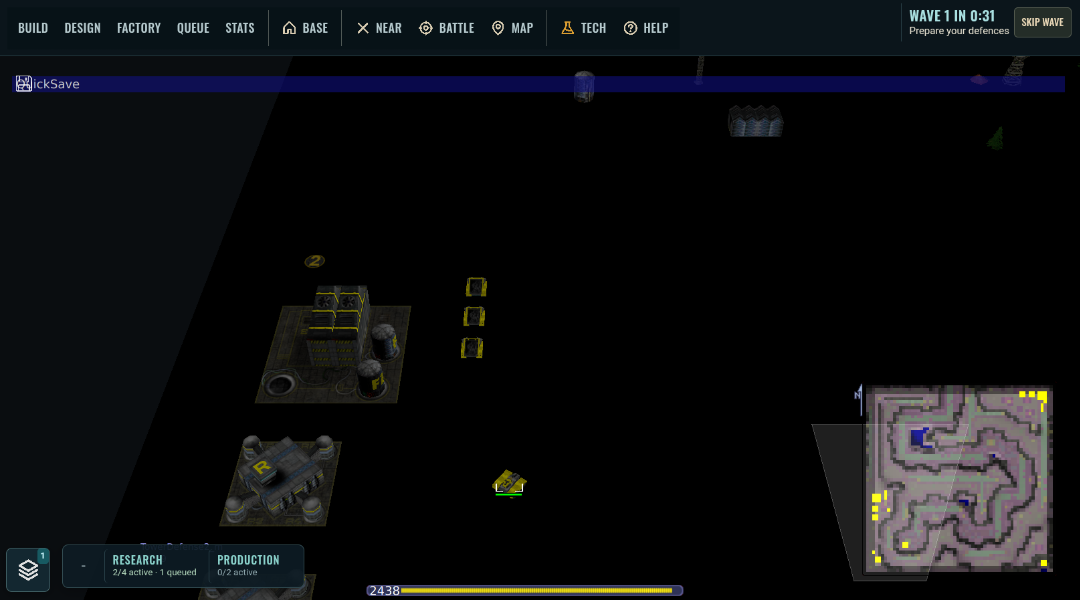 BUILD DESIGN FACTORY QUEUE STATS BASE NEAR BATTLE MAP TECH HELP
WAVE 1 IN 0:31
Prepare your defences
SKIP WAVE
ickSave
2
R
N
1
-
RESEARCH
2/4 active · 1 queued
PRODUCTION
0/2 active
2438